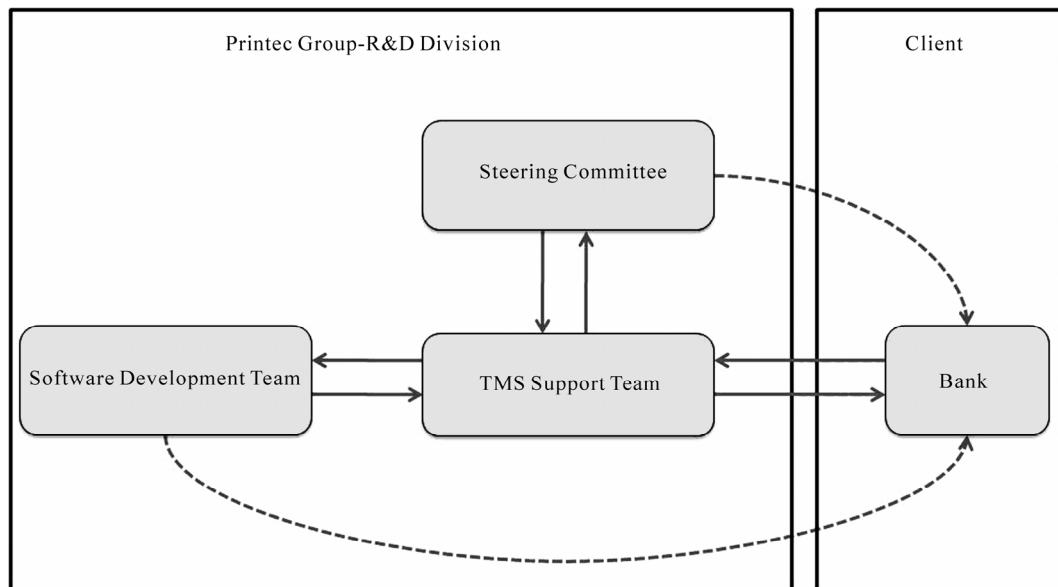 Printec Group-R&D Division
Client
Steering Committee
Software Development Team
TMS Support Team
Bank